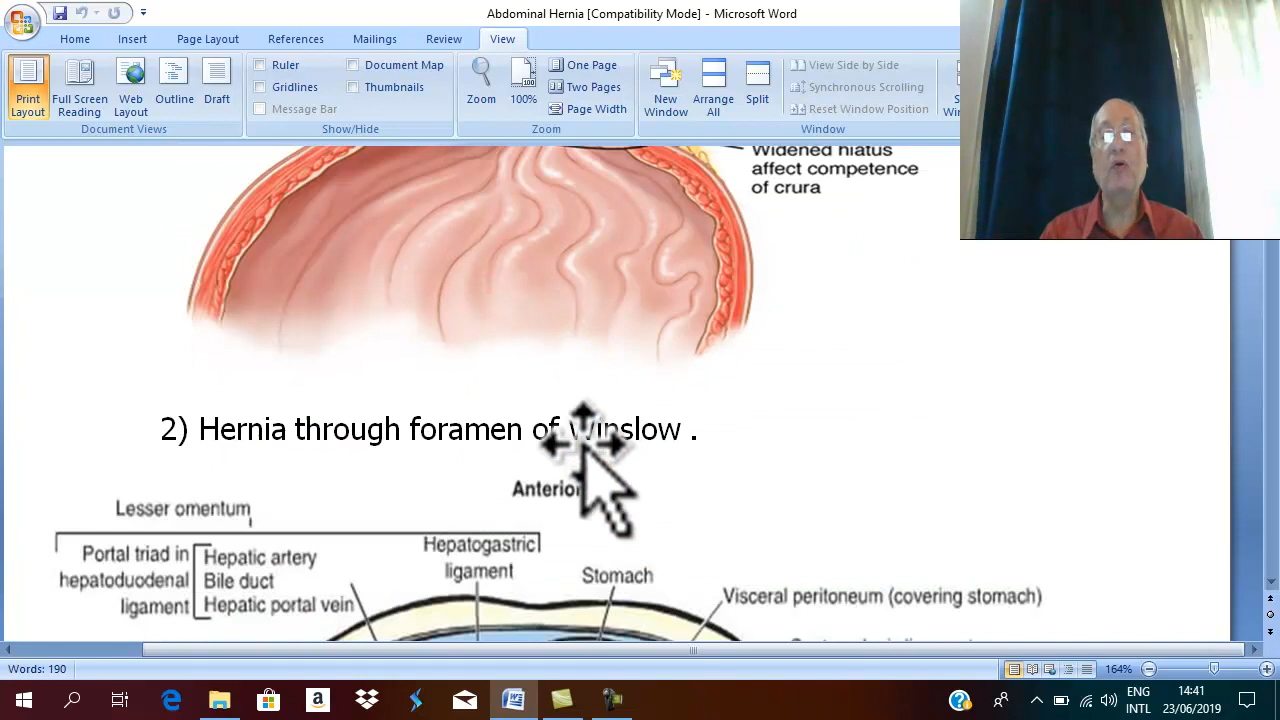 Abdominal Hernia [Compatibility Mode] - Microsoft Word
Home Insert Page Layout References Mailings Review View
Print Layout
Full Screen Reading
Web Layout
Outline
Draft
Document Views
Ruler
Gridlines
Message Bar
Document Map
Thumbnails
Show/Hide
Zoom
100%
One Page
Two Pages
Page Width
Zoom
New Window
Arrange All
Split
View Side by Side
Synchronous Scrolling
Reset Window Position
Window
Widened hiatus
affect competence
of crura
2) Hernia through foramen of Winslow .
Anterior
Lesser omentum
Portal triad in
hepatoduodenal
ligament
Hepatic artery
Bile duct
Hepatic portal vein
Hepatogastric
ligament
Stomach
Visceral peritoneum (covering stomach)
Words: 190
164%
ENG
INTL
14:41
23/06/2019